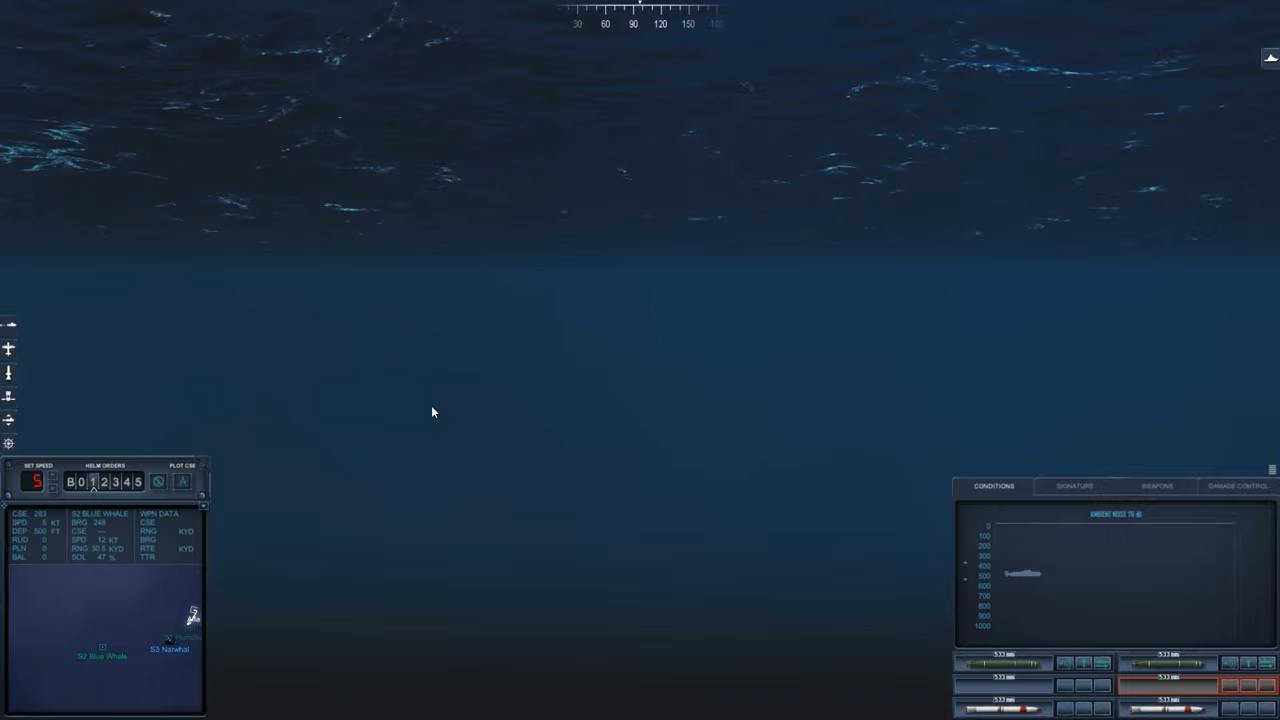 30 60 90 120 150 180
SET SPEED HELM ORDERS PLOT CSE
5 B 0 1 2 3 4 5 A
CSE 283 S2 BLUE WHALE WPN DATA
SPD 5 KT BRG 248 CSE
DEP 500 FT CSE --- RNG KYD
RUD 0 SPD 12 KT BRG
PLN 0 RNG 30.5 KYD RTE KYD
BAL 0 SOL 47 % TTR
S3 Narwhal
S2 Blue Whale
CONDITIONS SIGNATURE WEAPONS DAMAGE CONTROL
AMBIENT NOISE 76 dB
0
100
200
300
400
500
600
700
800
900
1000
533 mm 533 mm
533 mm
533 mm 533 mm